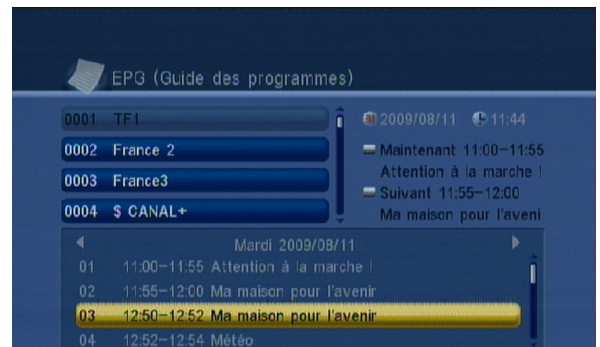 EPG (Guide des programmes)
0001 TF1
0002 France 2
0003 France3
0004 $ CANAL+
2009/08/11 11:44
Maintenant 11:00-11:55
Attention à la marche !
Suivant 11:55-12:00
Ma maison pour l'aveni
Mardi 2009/08/11
01 11:00-11:55 Attention à la marche !
02 11:55-12:00 Ma maison pour l'avenir
03 12:50-12:52 Ma maison pour l'avenir
04 12:52-12:54 Météo